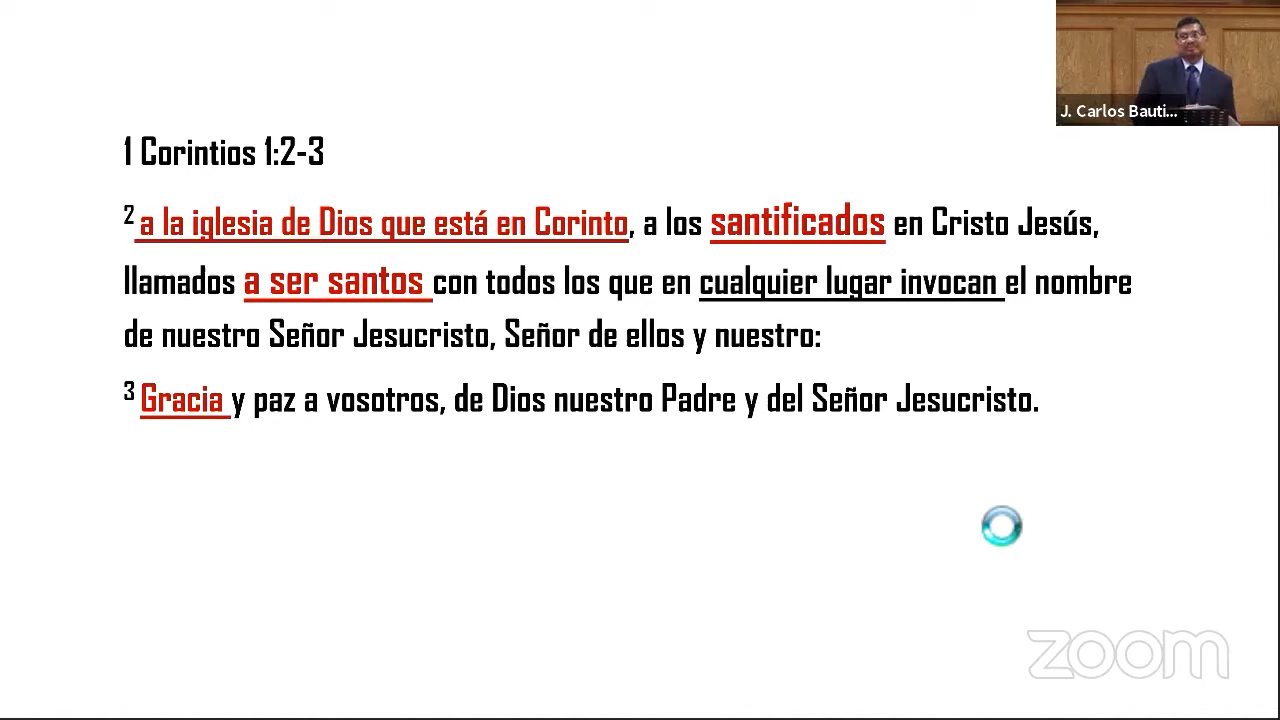 J. Carlos Bauti...
1 Corintios 1:2-3
2 a la iglesia de Dios que está en Corinto, a los santificados en Cristo Jesús,
llamados a ser santos con todos los que en cualquier lugar invocan el nombre
de nuestro Señor Jesucristo, Señor de ellos y nuestro:
3 Gracia y paz a vosotros, de Dios nuestro Padre y del Señor Jesucristo.
zoom